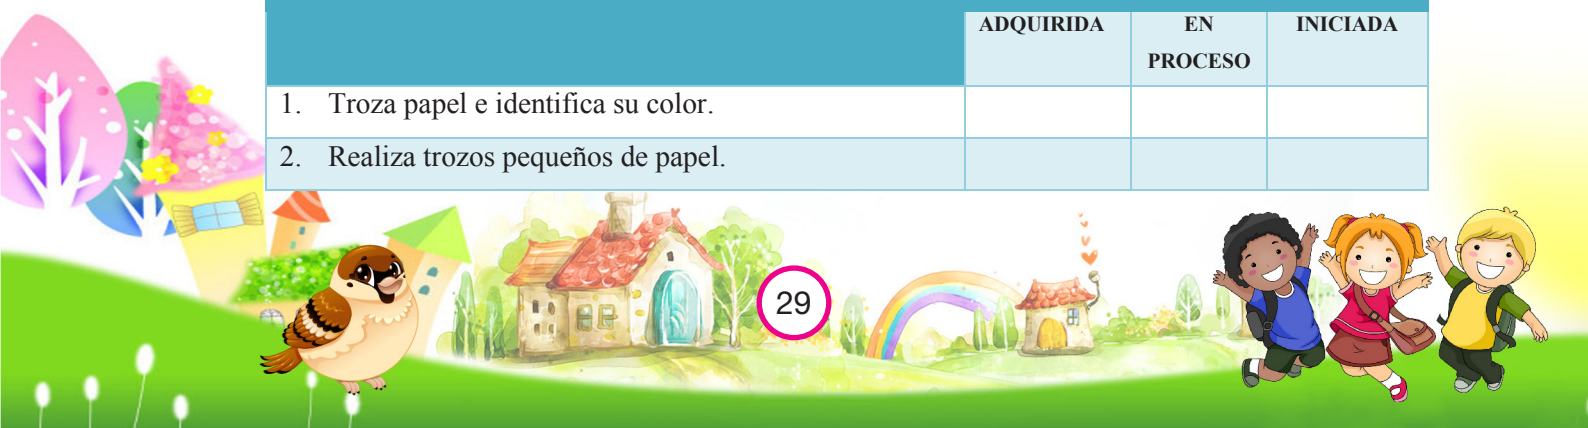 ADQUIRIDA EN INICIADA
PROCESO
1. Troza papel e identifica su color.
2. Realiza trozos pequeños de papel.
29